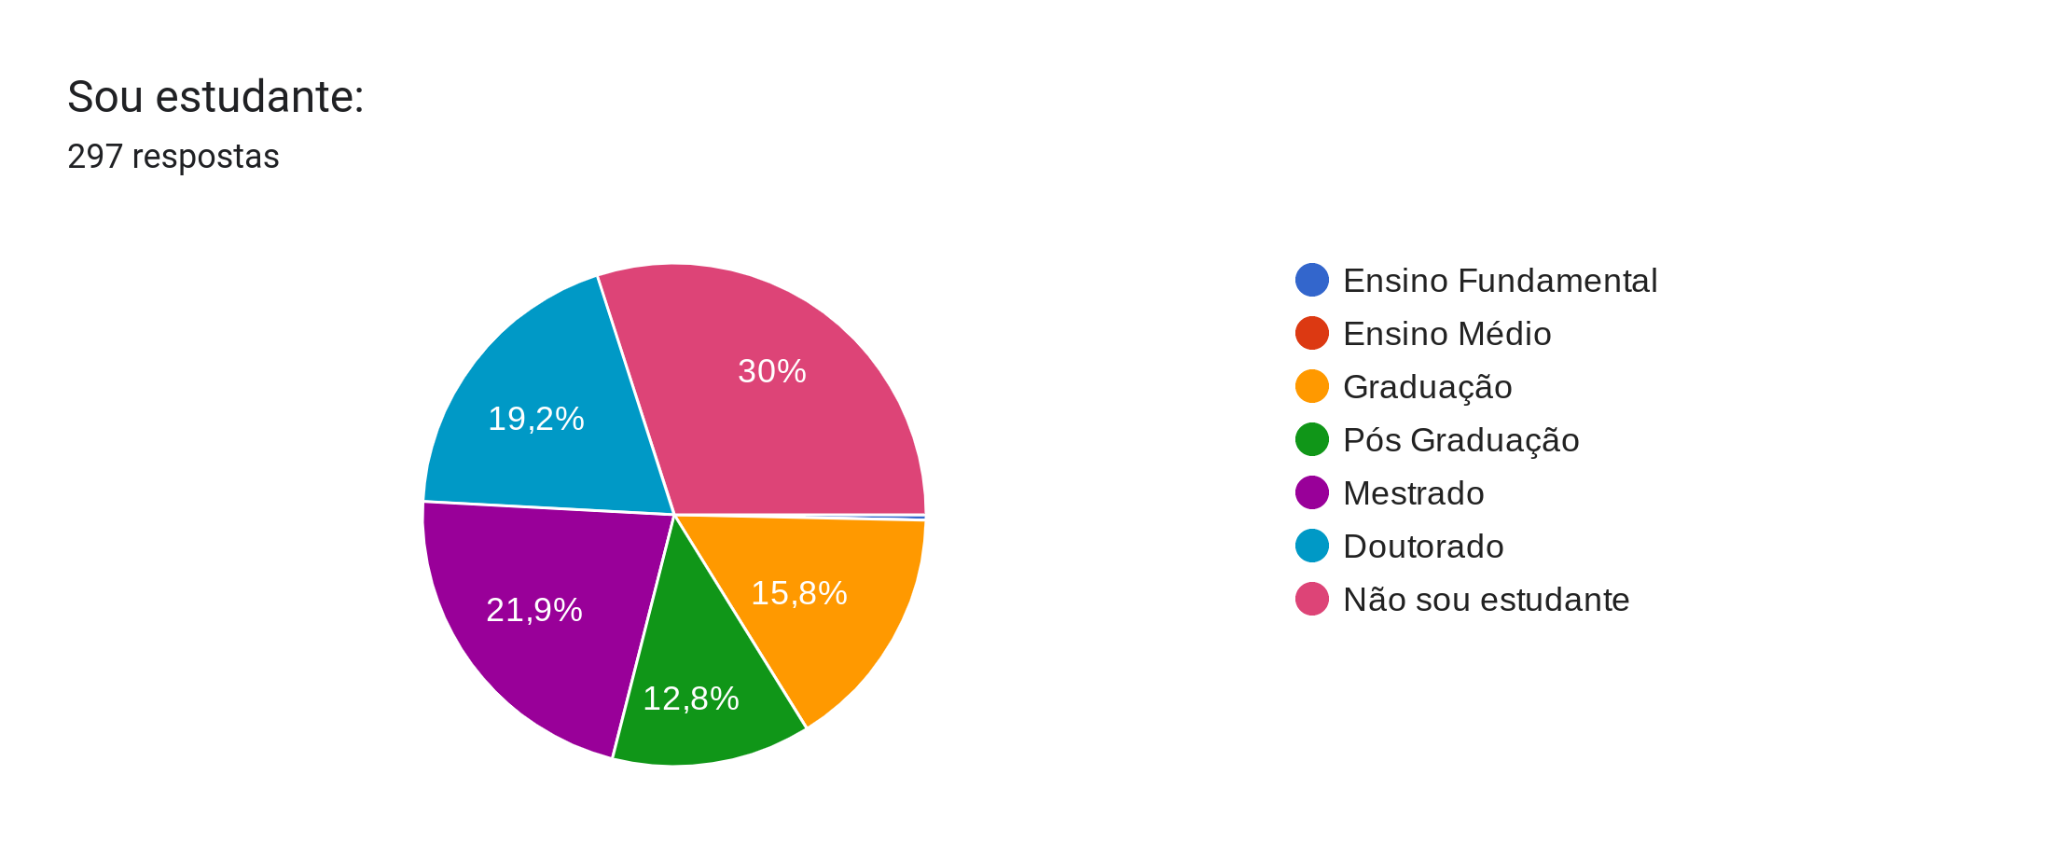 Sou estudante:
297 respostas
30%
19,2%
15,8%
21,9%
12,8%
Ensino Fundamental
Ensino Médio
Graduação
Pós Graduação
Mestrado
Doutorado
Não sou estudante